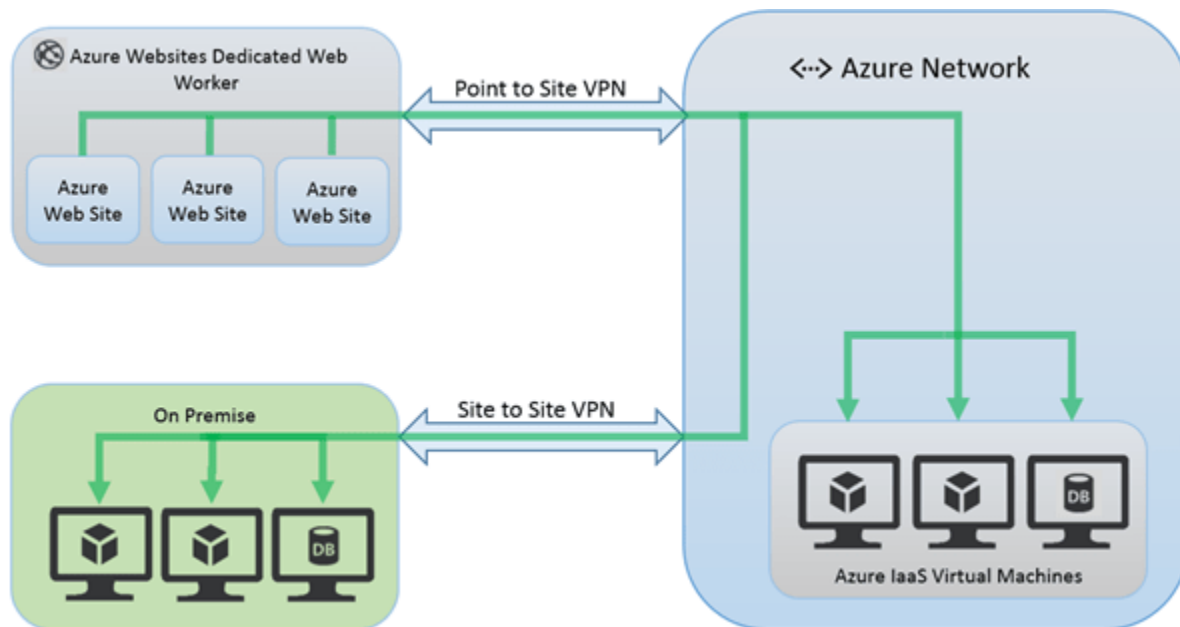 Azure Websites Dedicated Web
Worker
Azure
Web Site
Azure
Web Site
Azure
Web Site
Point to Site VPN
Azure Network
On Premise
DB
Site to Site VPN
DB
Azure IaaS Virtual Machines